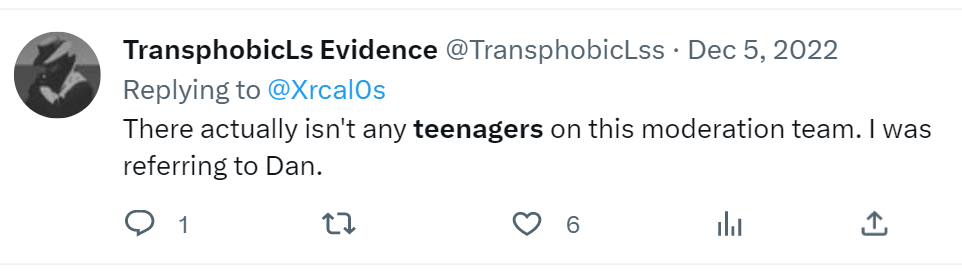 TransphobicLs Evidence @TransphobicLss · Dec 5, 2022
Replying to @Xrcal0s
There actually isn't any teenagers on this moderation team. I was
referring to Dan.
1 6